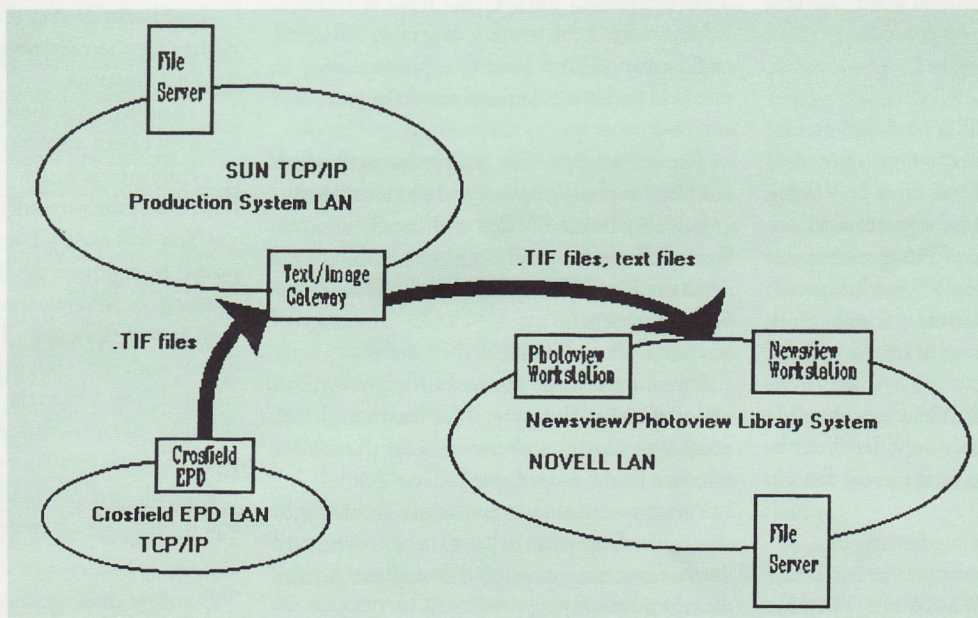 File
Server
SUN TCP/IP
Production System LAN
Text/Image
Gateway
.TIF files, text files
.TIF files
Photoview
Workstation
Newsview
Workstation
Newsview/Photoview Library System
NOVELL LAN
Crosfield
EPD
Crosfield EPD LAN
TCP/IP
File
Server